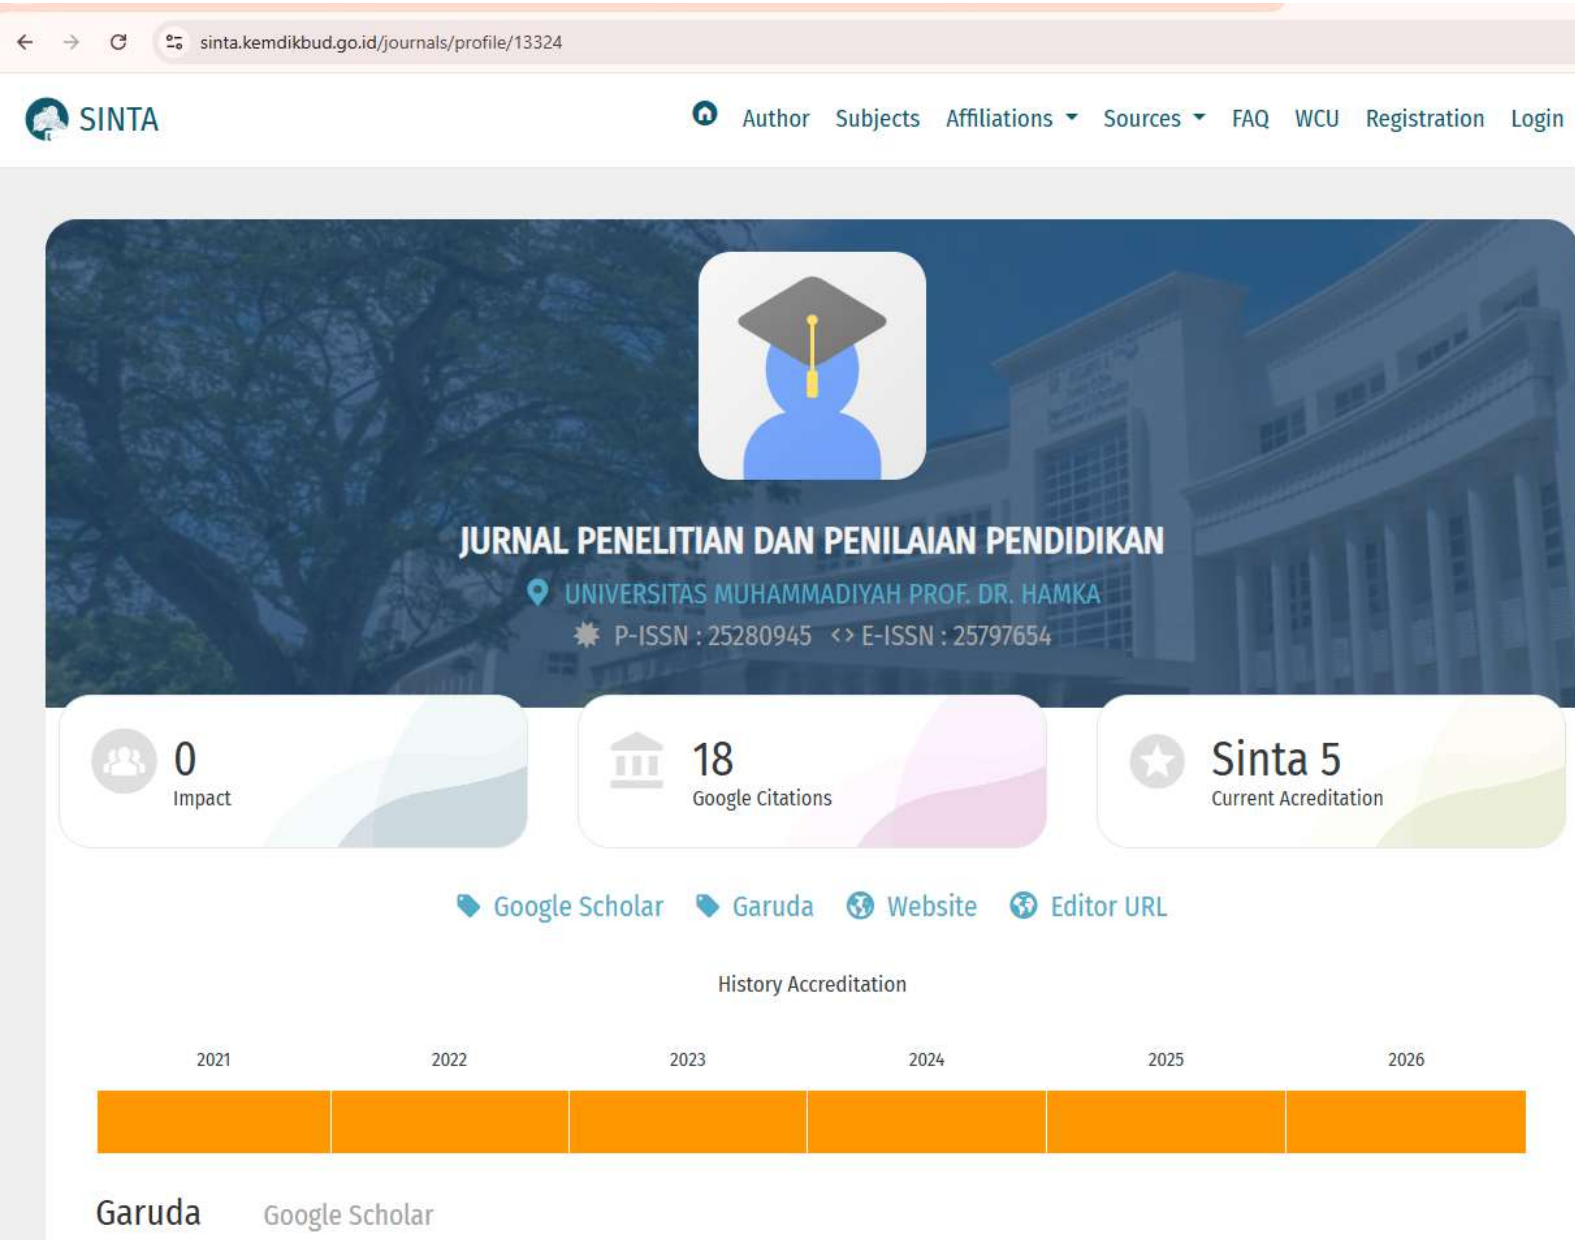 sinta.kemdikbud.go.id/journals/profile/13324
SINTA
Author Subjects Affiliations Sources FAQ WCU Registration Login
JURNAL PENELITIAN DAN PENILAIAN PENDIDIKAN
UNIVERSITAS MUHAMMADIYAH PROF. DR. HAMKA
P-ISSN : 25280945 <> E-ISSN : 25797654
0
Impact
18
Google Citations
Sinta 5
Current Acreditation
Google Scholar Garuda Website Editor URL
History Accreditation
2021 2022 2023 2024 2025 2026
Garuda Google Scholar